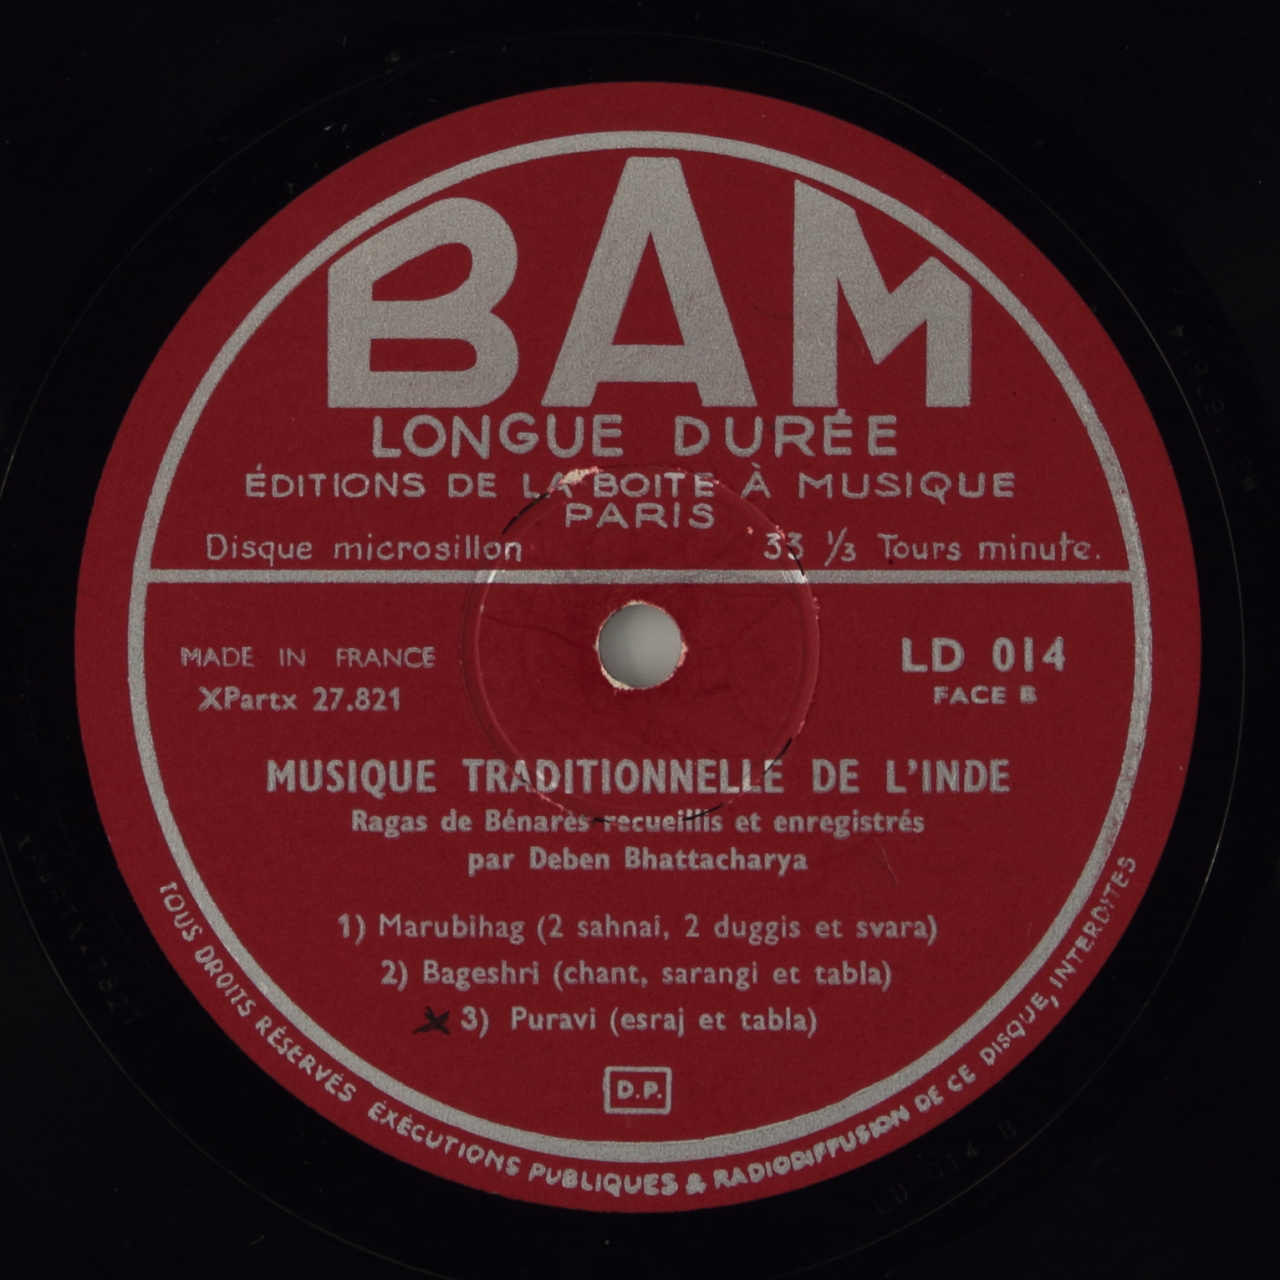 BAM
LONGUE DURÉE
ÉDITIONS DE LA BOITE À MUSIQUE
PARIS
Disque microsillon 33 ⅓ Tours minute.
MADE IN FRANCE
XPartx 27.821
LD 014
FACE B
MUSIQUE TRADITIONNELLE DE L'INDE
Ragas de Bénarès recueillis et enregistrés
par Deben Bhattacharya
1) Marubihag (2 sahnai, 2 duggis et svara)
2) Bageshri (chant, sarangi et tabla)
3) Puravi (esraj et tabla)
D.P.
TOUS DROITS RÉSERVÉS EXÉCUTIONS PUBLIQUES & RADIODIFFUSION DE CE DISQUE, INTERDITES
LD 014 B